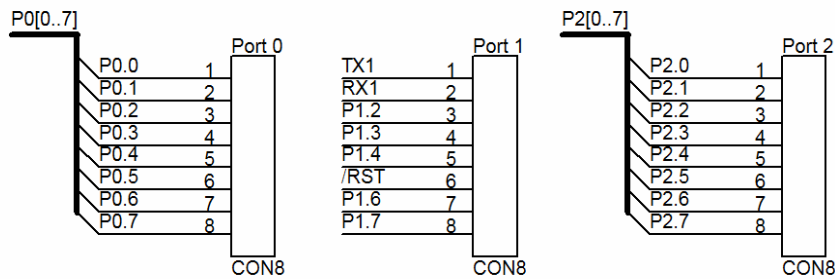 P0[0..7] P2[0..7]
Port 0 Port 1 Port 2
P0.0 1 TX1 1 P2.0 1
P0.1 2 RX1 2 P2.1 2
P0.2 3 P1.2 3 P2.2 3
P0.3 4 P1.3 4 P2.3 4
P0.4 5 P1.4 5 P2.4 5
P0.5 6 /RST 6 P2.5 6
P0.6 7 P1.6 7 P2.6 7
P0.7 8 P1.7 8 P2.7 8
CON8 CON8 CON8